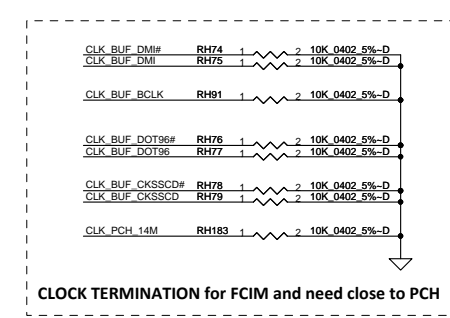 CLK_BUF_DMI# RH74 1 2 10K_0402_5%~D
CLK_BUF_DMI RH75 1 2 10K_0402_5%~D
CLK_BUF_BCLK RH91 1 2 10K_0402_5%~D
CLK_BUF_DOT96# RH76 1 2 10K_0402_5%~D
CLK_BUF_DOT96 RH77 1 2 10K_0402_5%~D
CLK_BUF_CKSSCD# RH78 1 2 10K_0402_5%~D
CLK_BUF_CKSSCD RH79 1 2 10K_0402_5%~D
CLK_PCH_14M RH183 1 2 10K_0402_5%~D
CLOCK TERMINATION for FCIM and need close to PCH